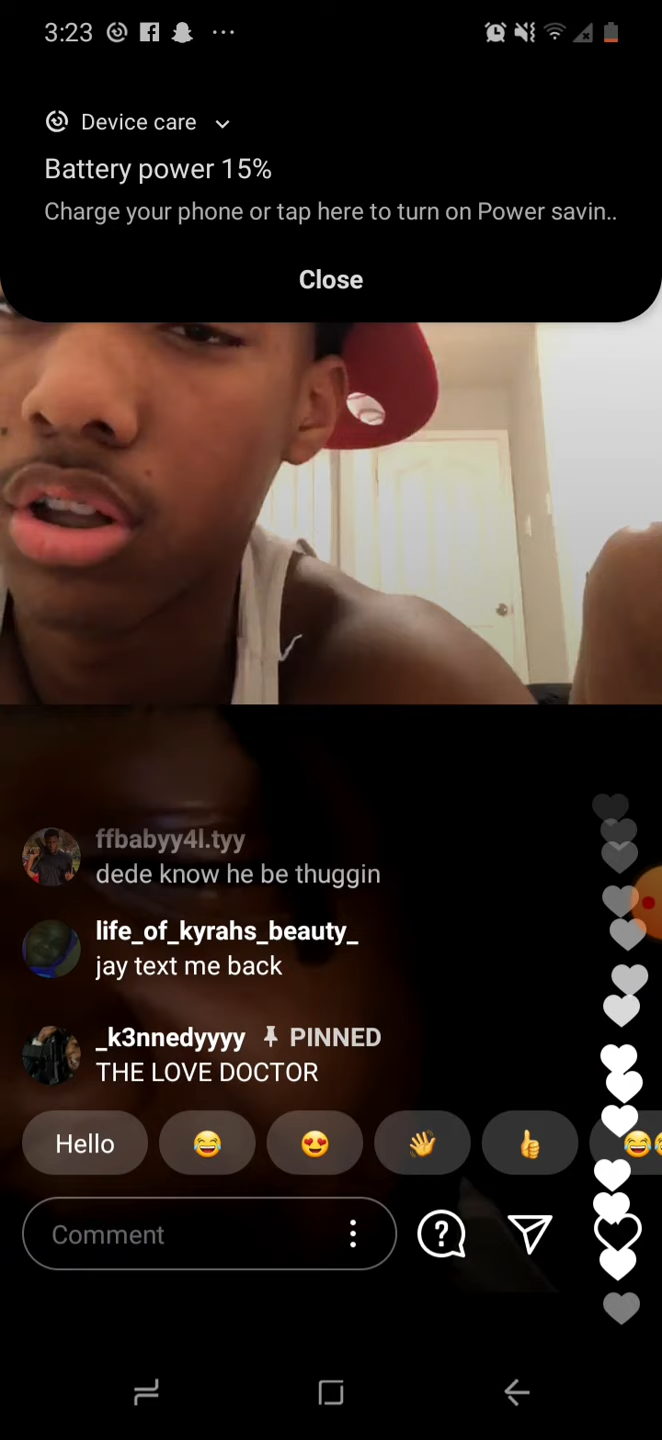 3:23
Device care
Battery power 15%
Charge your phone or tap here to turn on Power savin..
Close
ffbabyy4l.tyy
dede know he be thuggin
life_of_kyrahs_beauty_
jay text me back
_k3nnedyyyy PINNED
THE LOVE DOCTOR
Hello
Comment